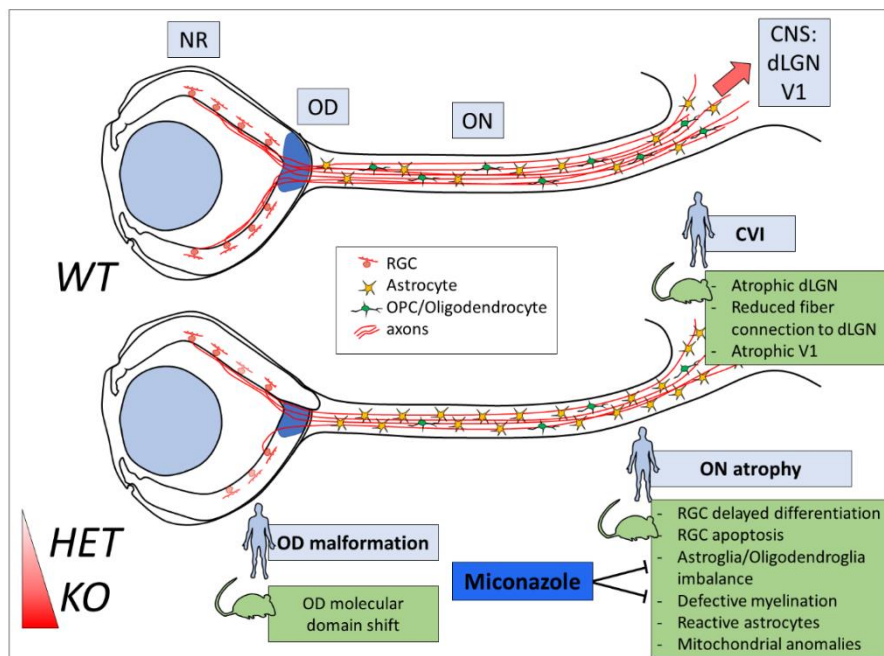 NR
OD
ON
CNS:
dLGN
V1
WT
RGC
Astrocyte
OPC/Oligodendrocyte
axons
CVI
- Atrophic dLGN
- Reduced fiber
connection to dLGN
- Atrophic V1
HET
KO
OD malformation
OD molecular
domain shift
Miconazole
ON atrophy
- RGC delayed differentiation
- RGC apoptosis
- Astroglia/Oligodendroglia
imbalance
- Defective myelination
- Reactive astrocytes
- Mitochondrial anomalies